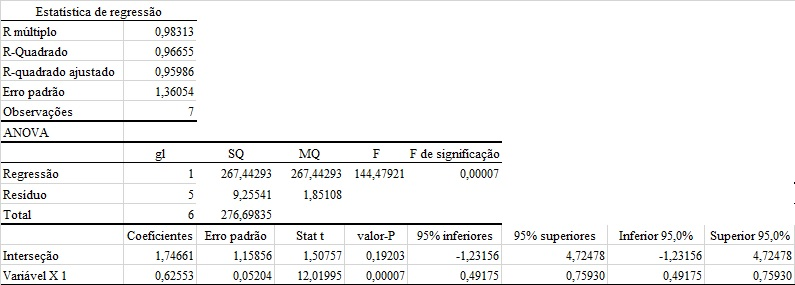 Estatística de regressão
R múltiplo 0,98313
R-Quadrado 0,96655
R-quadrado ajustado 0,95986
Erro padrão 1,36054
Observações 7
ANOVA
gl SQ MQ F F de significação
Regressão 1 267,44293 267,44293 144,47921 0,00007
Resíduo 5 9,25541 1,85108
Total 6 276,69835
Coeficientes Erro padrão Stat t valor-P 95% inferiores 95% superiores Inferior 95,0% Superior 95,0%
Interseção 1,74661 1,15856 1,50757 0,19203 -1,23156 4,72478 -1,23156 4,72478
Variável X 1 0,62553 0,05204 12,01995 0,00007 0,49175 0,75930 0,49175 0,75930